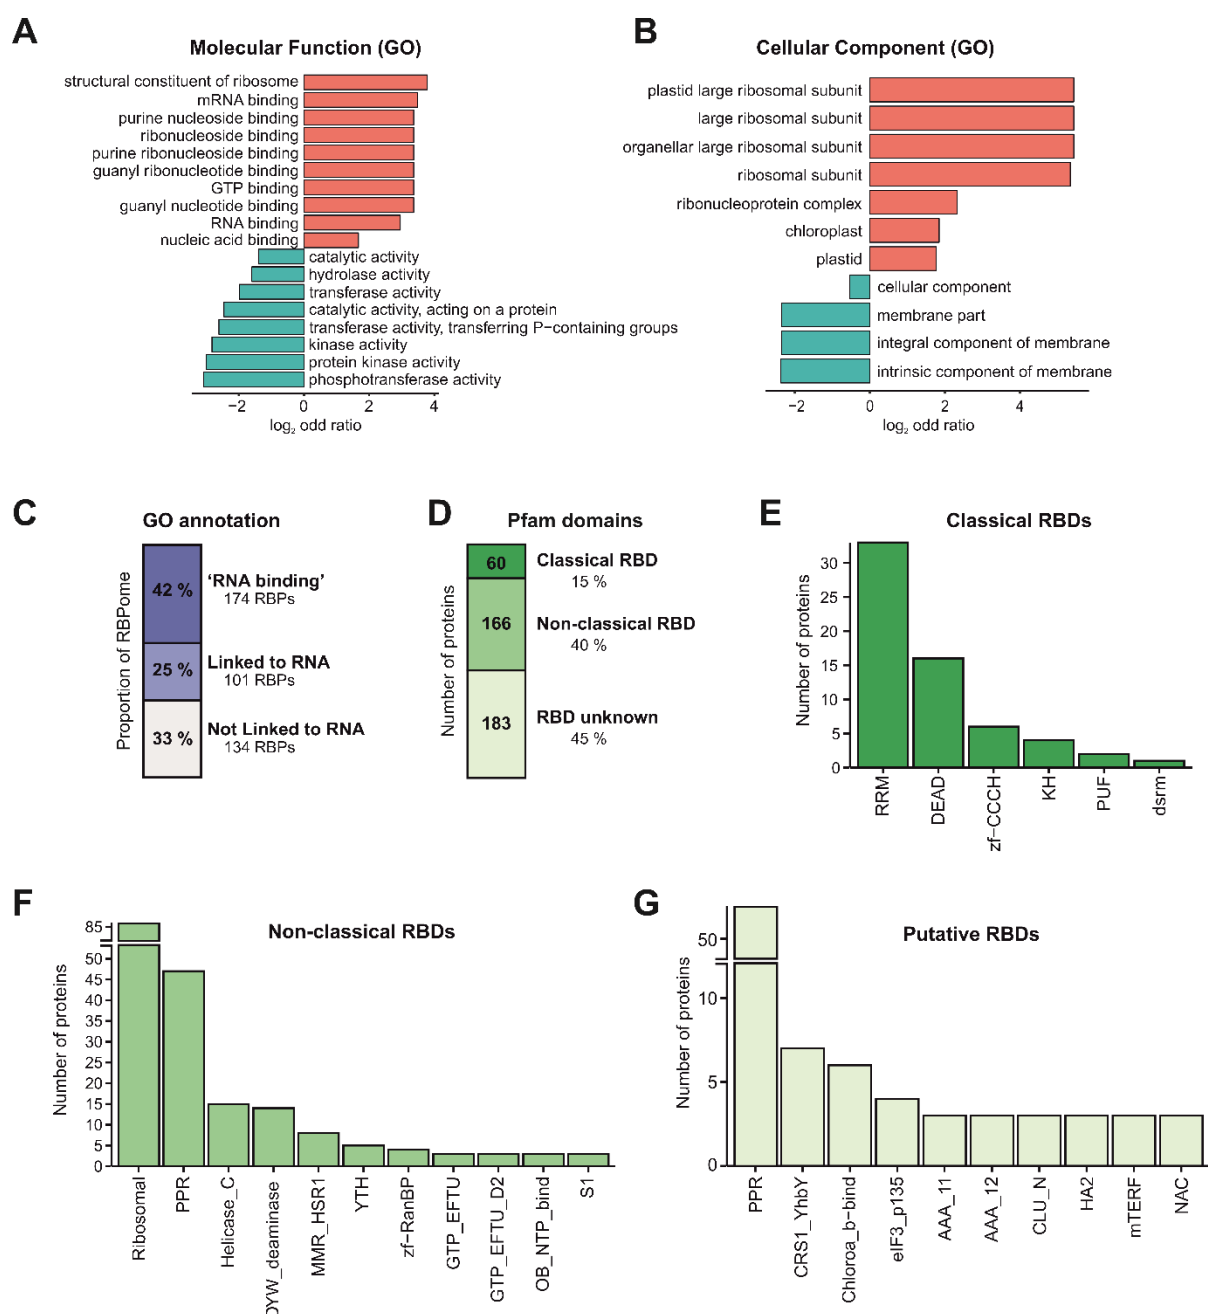 A
Molecular Function (GO)
structural constituent of ribosome
mRNA binding
purine nucleoside binding
ribonucleoside binding
purine ribonucleoside binding
guanyl ribonucleotide binding
GTP binding
guanyl nucleotide binding
RNA binding
nucleic acid binding
catalytic activity
hydrolase activity
transferase activity
catalytic activity, acting on a protein
transferase activity, transferring P−containing groups
kinase activity
protein kinase activity
phosphotransferase activity
−2 0 2 4
log2 odd ratio
B
Cellular Component (GO)
plastid large ribosomal subunit
large ribosomal subunit
organellar large ribosomal subunit
ribosomal subunit
ribonucleoprotein complex
chloroplast
plastid
cellular component
membrane part
integral component of membrane
intrinsic component of membrane
−2 0 2 4
log2 odd ratio
C
GO annotation
Proportion of RBPome
42 %
'RNA binding'
174 RBPs
25 %
Linked to RNA
101 RBPs
33 %
Not Linked to RNA
134 RBPs
D
Pfam domains
Number of proteins
60
Classical RBD
15 %
166
Non-classical RBD
40 %
183
RBD unknown
45 %
E
Classical RBDs
Number of proteins
30
25
20
15
10
5
0
RRM
DEAD
zf−CCCH
KH
PUF
dsrm
F
Non-classical RBDs
Number of proteins
85
50
45
40
35
30
25
20
15
10
5
0
Ribosomal
PPR
Helicase_C
DYW_deaminase
MMR_HSR1
YTH
zf−RanBP
GTP_EFTU
GTP_EFTU_D2
OB_NTP_bind
S1
G
Putative RBDs
Number of proteins
50
10
5
0
PPR
CRS1_YhbY
Chloroa_b−bind
eIF3_p135
AAA_11
AAA_12
CLU_N
HA2
mTERF
NAC